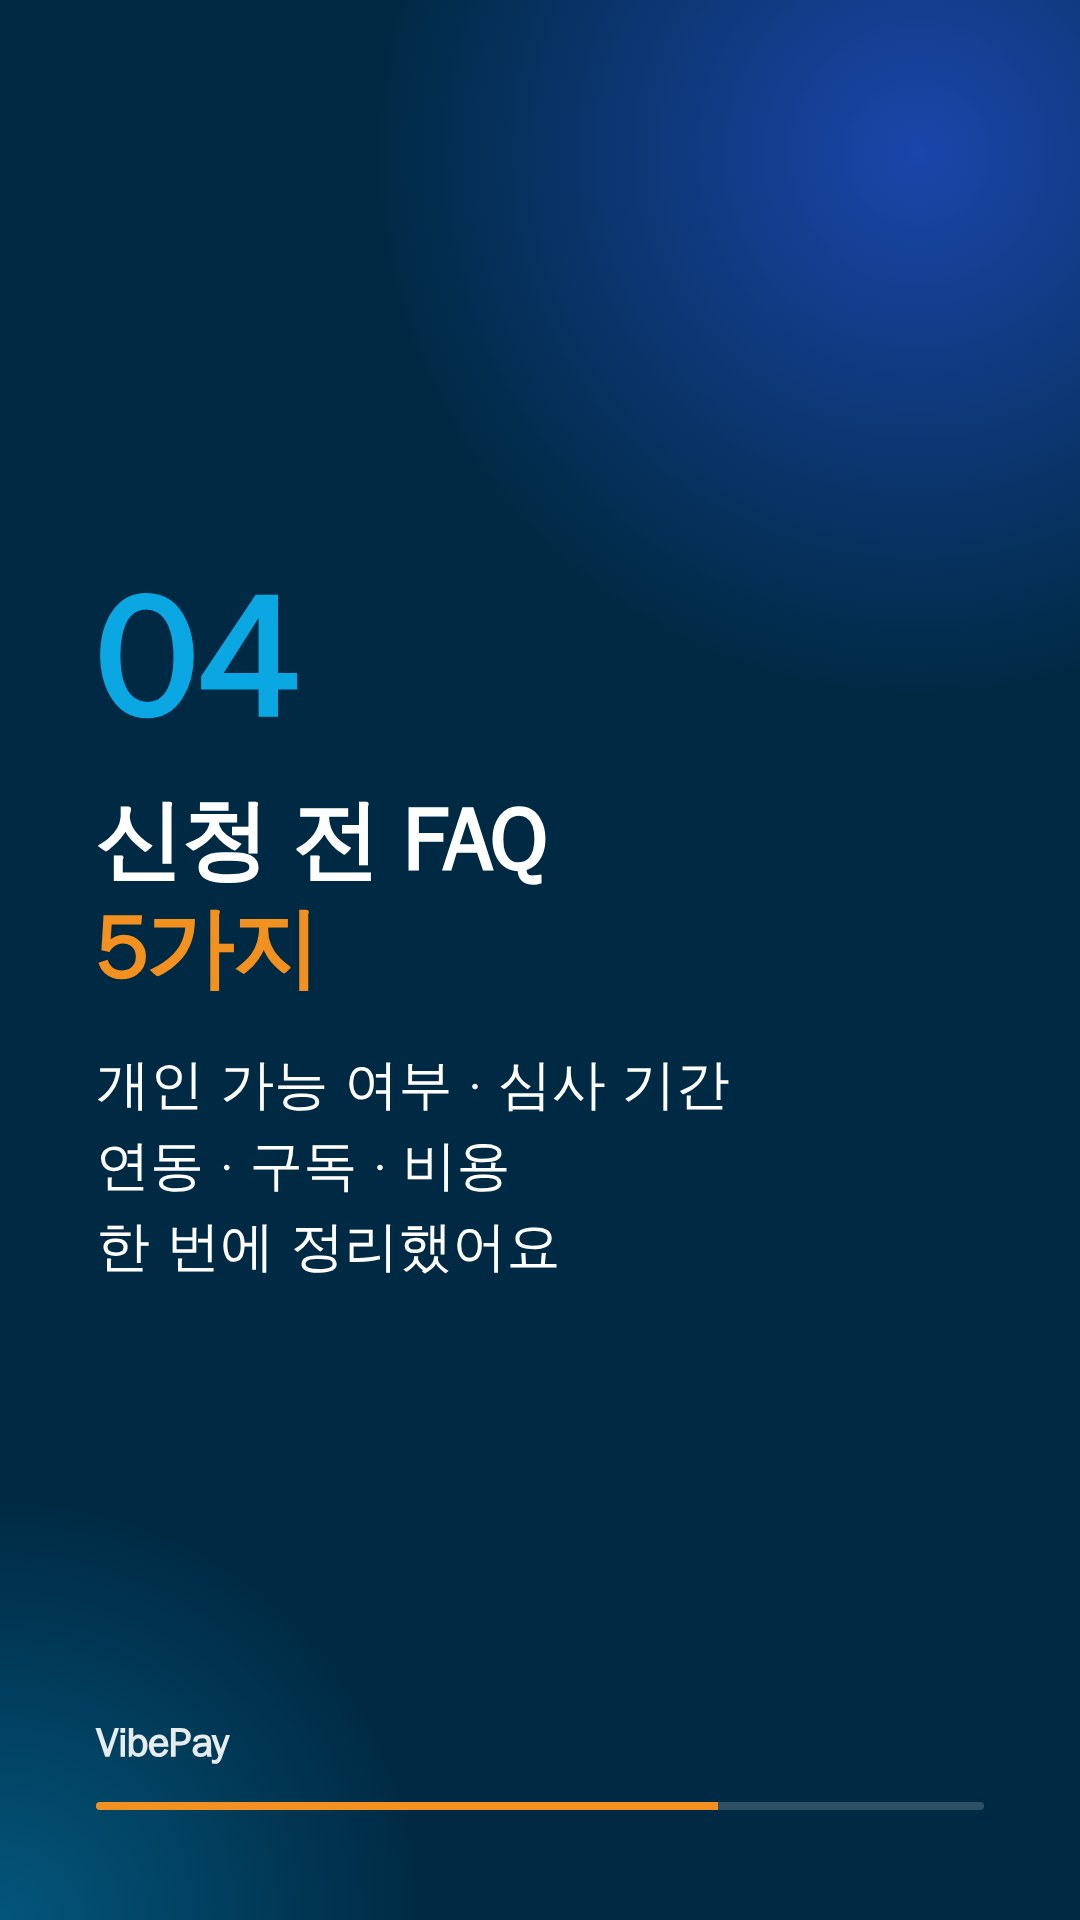 04
신청 전 FAQ
5가지
개인 가능 여부 · 심사 기간
연동 · 구독 · 비용
한 번에 정리했어요
VibePay